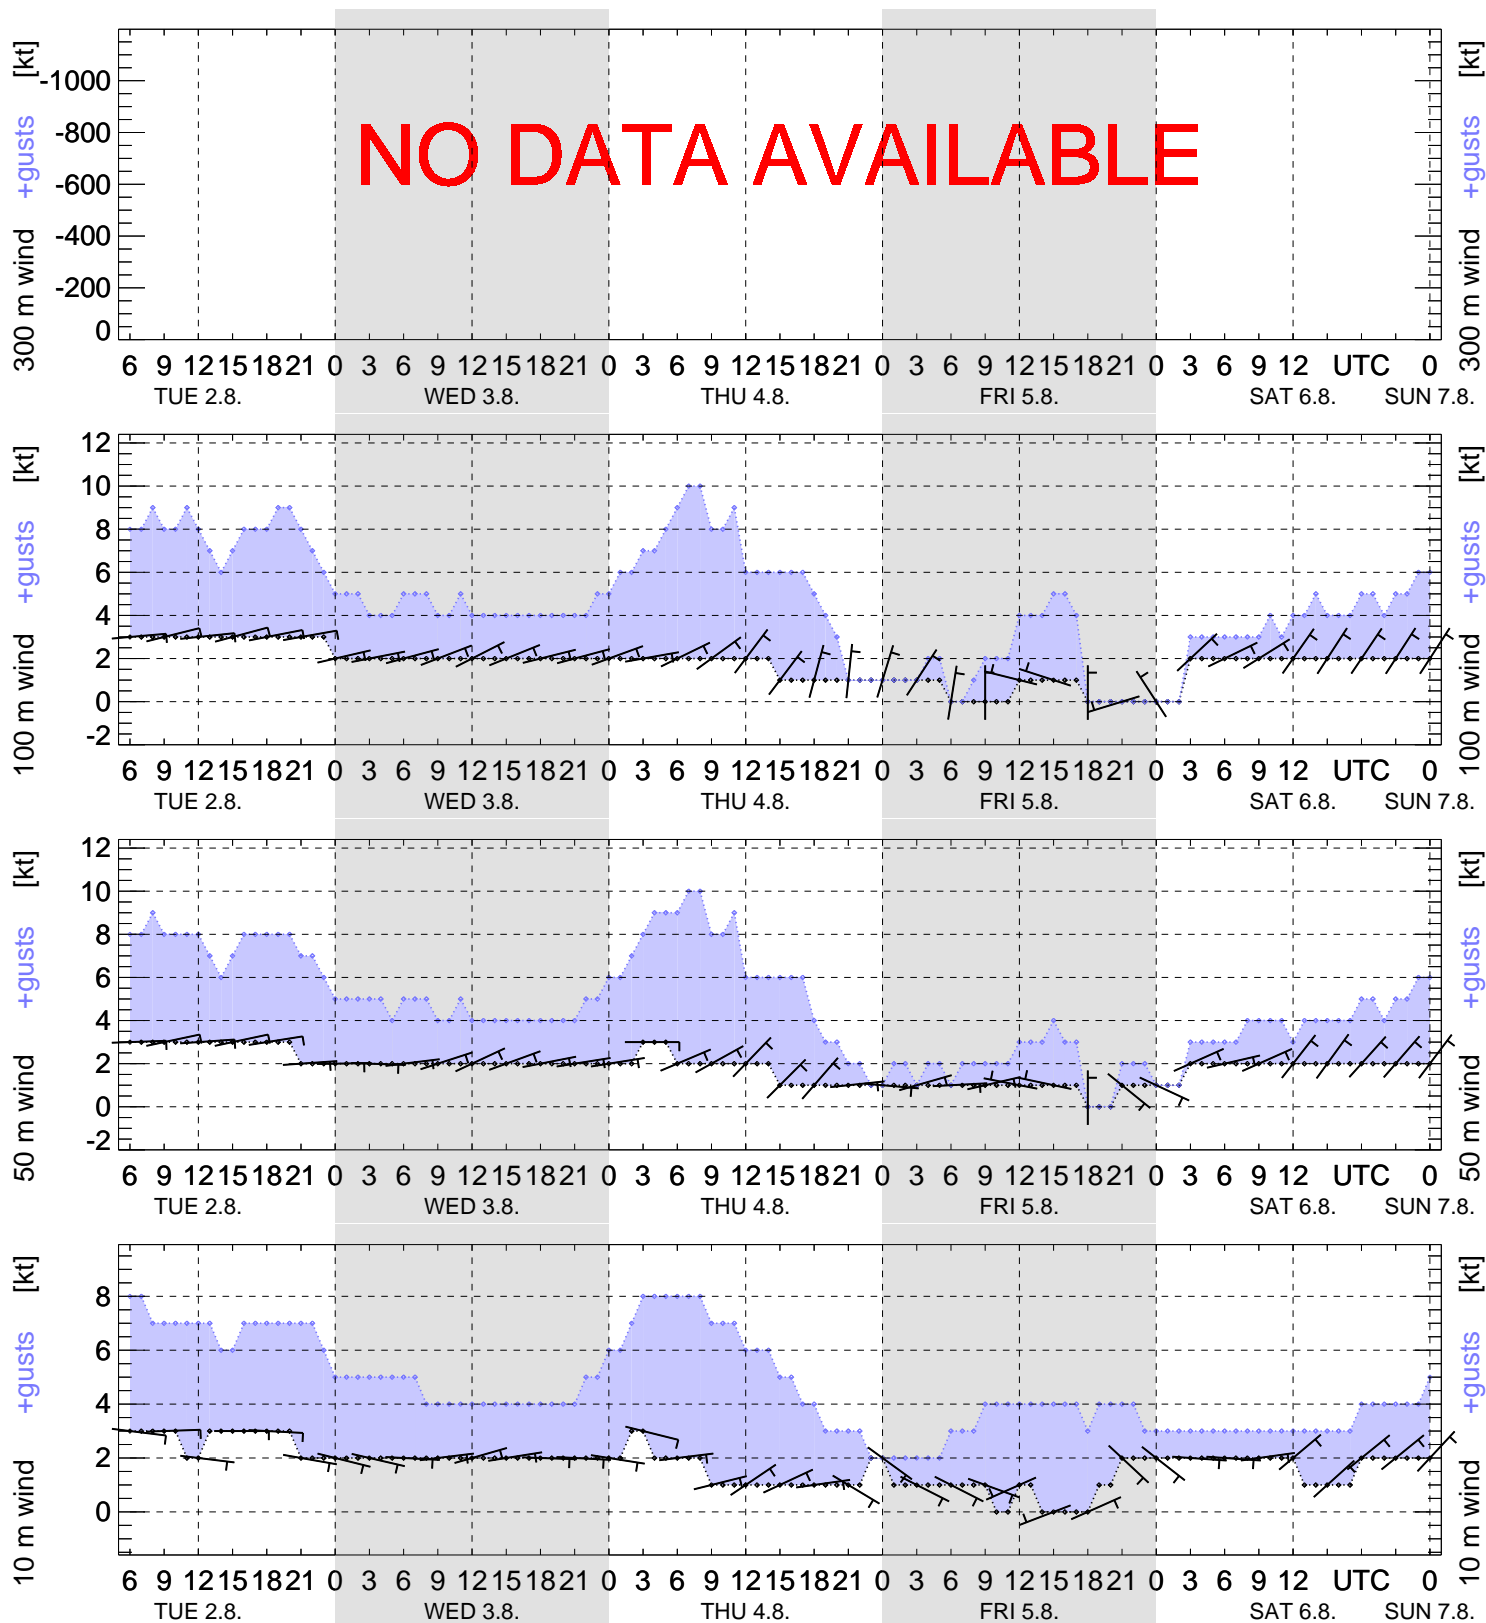 300 m wind +gusts [kt]
-1000
-800
-600
-400
-200
0
NO DATA AVAILABLE
300 m wind +gusts [kt]
6 9 12 15 18 21 0 3 6 9 12 15 18 21 0 3 6 9 12 15 18 21 0 3 6 9 12 15 18 21 0 3 6 9 12 UTC 0
TUE 2.8. WED 3.8. THU 4.8. FRI 5.8. SAT 6.8. SUN 7.8.
100 m wind +gusts [kt]
12
10
8
6
4
2
0
-2
100 m wind +gusts [kt]
6 9 12 15 18 21 0 3 6 9 12 15 18 21 0 3 6 9 12 15 18 21 0 3 6 9 12 15 18 21 0 3 6 9 12 UTC 0
TUE 2.8. WED 3.8. THU 4.8. FRI 5.8. SAT 6.8. SUN 7.8.
50 m wind +gusts [kt]
12
10
8
6
4
2
0
-2
50 m wind +gusts [kt]
6 9 12 15 18 21 0 3 6 9 12 15 18 21 0 3 6 9 12 15 18 21 0 3 6 9 12 15 18 21 0 3 6 9 12 UTC 0
TUE 2.8. WED 3.8. THU 4.8. FRI 5.8. SAT 6.8. SUN 7.8.
10 m wind +gusts [kt]
8
6
4
2
0
10 m wind +gusts [kt]
6 9 12 15 18 21 0 3 6 9 12 15 18 21 0 3 6 9 12 15 18 21 0 3 6 9 12 15 18 21 0 3 6 9 12 UTC 0
TUE 2.8. WED 3.8. THU 4.8. FRI 5.8. SAT 6.8. SUN 7.8.